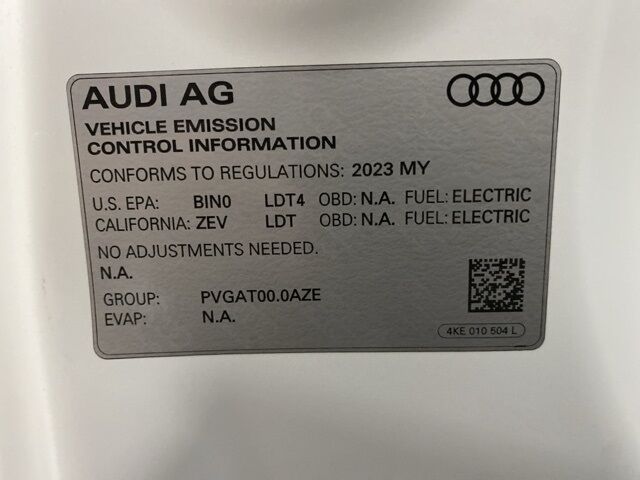 AUDI AG
VEHICLE EMISSION
CONTROL INFORMATION
CONFORMS TO REGULATIONS: 2023 MY
U.S. EPA: BIN0 LDT4 OBD: N.A. FUEL: ELECTRIC
CALIFORNIA: ZEV LDT OBD: N.A. FUEL: ELECTRIC
NO ADJUSTMENTS NEEDED.
N.A.
GROUP: PVGAT00.0AZE
EVAP: N.A.
4KE 010 504 L